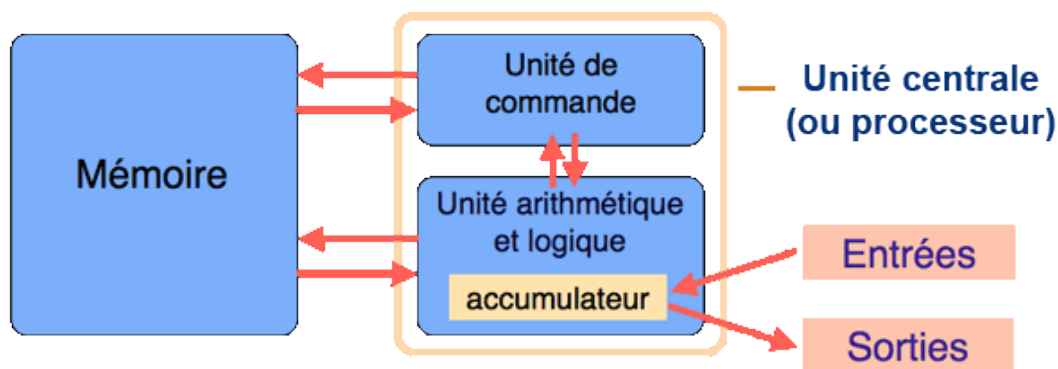 Mémoire
Unité de
commande
Unité centrale
(ou processeur)
Unité arithmétique
et logique
accumulateur
Entrées
Sorties